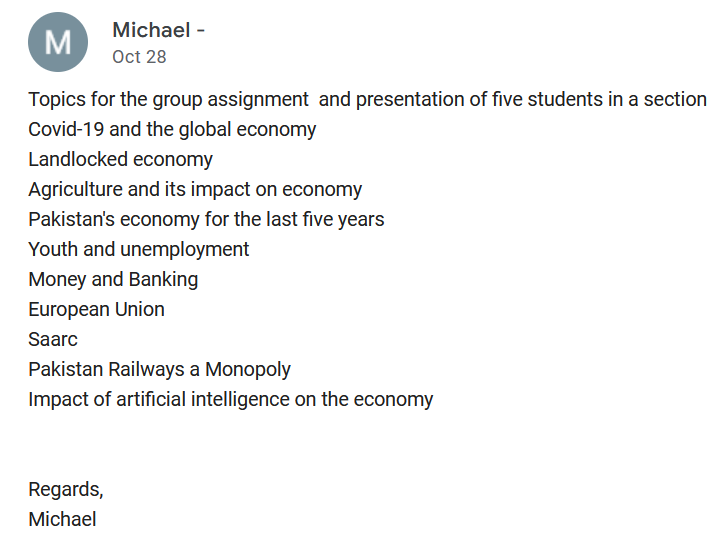 M
Michael -
Oct 28
Topics for the group assignment  and presentation of five students in a section
Covid-19 and the global economy
Landlocked economy
Agriculture and its impact on economy
Pakistan's economy for the last five years
Youth and unemployment
Money and Banking
European Union
Saarc
Pakistan Railways a Monopoly
Impact of artificial intelligence on the economy
Regards,
Michael